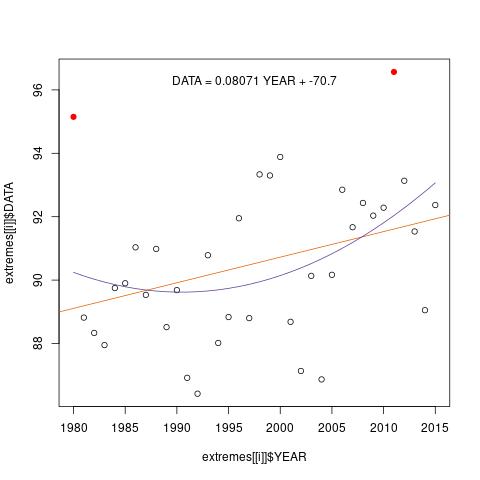 DATA = 0.08071 YEAR + -70.7
96
94
92
90
88
extremes[[i]]$DATA
1980 1985 1990 1995 2000 2005 2010 2015
extremes[[i]]$YEAR